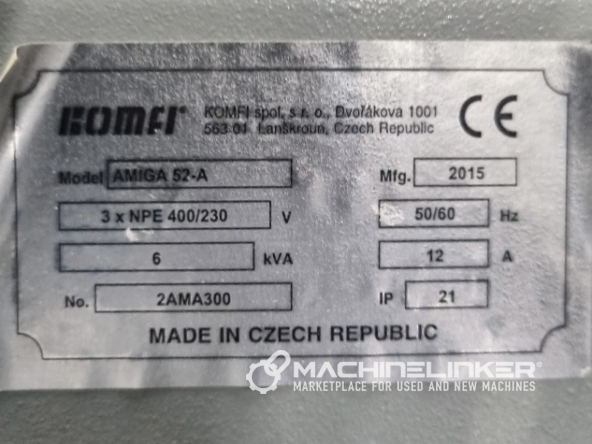 KOMFI KOMFI spol. s r. o., Dvořákova 1001
563 01 Lanškroun, Czech Republic CE
Model AMIGA 52-A Mfg. 2015
3 x NPE 400/230 V 50/60 Hz
6 kVA 12 A
No. 2AMA300 IP 21
MADE IN CZECH REPUBLIC
MACHINELINKER®
MARKETPLACE FOR USED AND NEW MACHINES